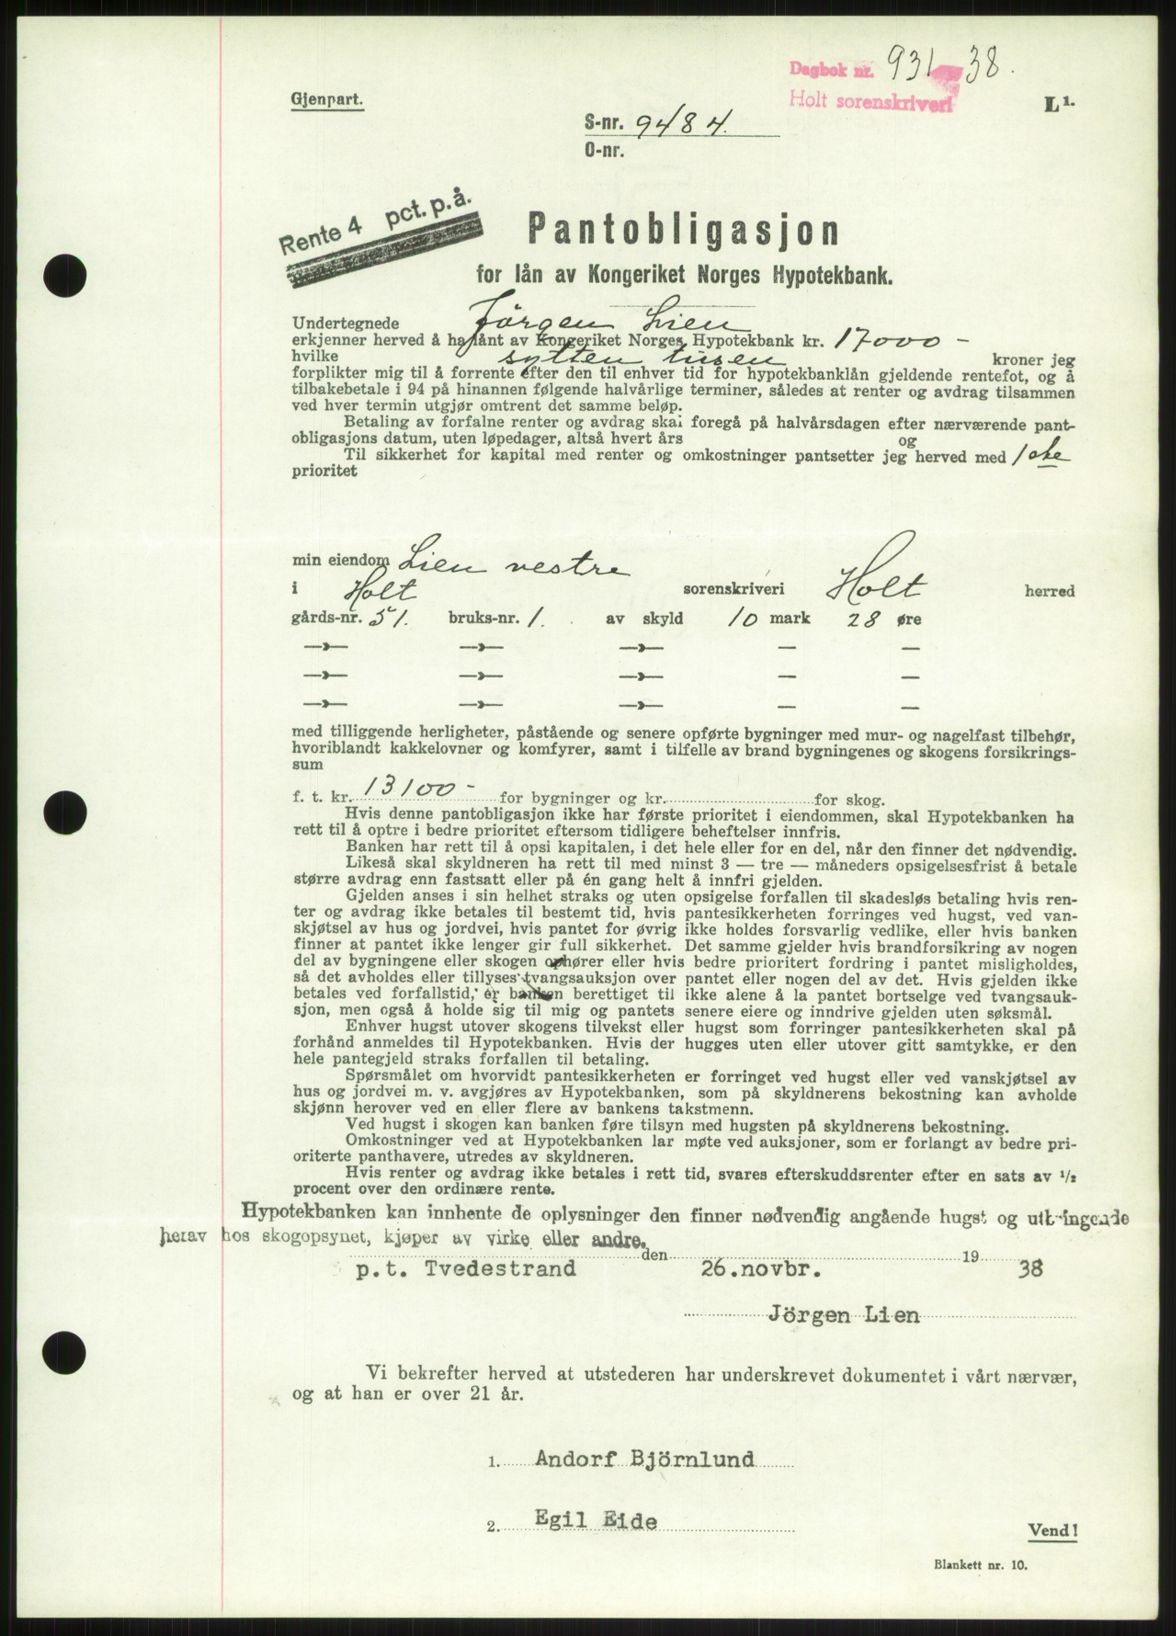 Dagbok nr. 931 - 38.
Holt sorenskriveri
Gjenpart.
L 1.
S-nr. 9484.
O-nr.
Rente 4 pct. p. å.
Pantobligasjon
for lån av Kongeriket Norges Hypotekbank.
Undertegnede Jörgen Lien
erkjenner herved å ha lånt av Kongeriket Norges Hypotekbank kr. 17000 -
hvilke sytten tusen kroner jeg
forplikter mig til å forrente efter den til enhver tid for hypotekbanklån gjeldende rentefot, og å
tilbakebetale i 94 på hinannen følgende halvårlige terminer, således at renter og avdrag tilsammen
ved hver termin utgjør omtrent det samme beløp.
Betaling av forfalne renter og avdrag skal foregå på halvårsdagen efter nærværende pant-
obligasjons datum, uten løpedager, altså hvert års og
Til sikkerhet for kapital med renter og omkostninger pantsetter jeg herved med 1ste
prioritet
min eiendom Lien vestre
i Holt sorenskriveri Holt herred
gårds-nr. 51. bruks-nr. 1. av skyld 10 mark 28 øre
—»— —»— —»— — —
—»— —»— —»— — —
—»— —»— —»— — —
med tilliggende herligheter, påstående og senere opførte bygninger med mur- og nagelfast tilbehør,
hvoriblandt kakkelovner og komfyrer, samt i tilfelle av brand bygningenes og skogens forsikrings-
sum
f. t. kr. 13100 - for bygninger og kr. for skog.
Hvis denne pantobligasjon ikke har første prioritet i eiendommen, skal Hypotekbanken ha
rett til å optre i bedre prioritet eftersom tidligere beheftelser innfris.
Banken har rett til å opsi kapitalen, i det hele eller for en del, når den finner det nødvendig.
Likeså skal skyldneren ha rett til med minst 3 — tre — måneders opsigelsesfrist å betale
større avdrag enn fastsatt eller på én gang helt å innfri gjelden.
Gjelden anses i sin helhet straks og uten opsigelse forfallen til skadesløs betaling hvis ren-
ter og avdrag ikke betales til bestemt tid, hvis pantesikkerheten forringes ved hugst, ved van-
skjøtsel av hus og jordvei, hvis pantet for øvrig ikke holdes forsvarlig vedlike, eller hvis banken
finner at pantet ikke lenger gir full sikkerhet. Det samme gjelder hvis brandforsikring av nogen
del av bygningene eller skogen ophører eller hvis bedre prioritert fordring i pantet misligholdes,
så det avholdes eller tillyses tvangsauksjon over pantet eller nogen del av det. Hvis gjelden ikke
betales ved forfallstid, er banken berettiget til ikke alene å la pantet bortselge ved tvangsauk-
sjon, men også å holde sig til mig og pantets senere eiere og inndrive gjelden uten søksmål.
Enhver hugst utover skogens tilvekst eller hugst som forringer pantesikkerheten skal på
forhånd anmeldes til Hypotekbanken. Hvis der hugges uten eller utover gitt samtykke, er den
hele pantegjeld straks forfallen til betaling.
Spørsmålet om hvorvidt pantesikkerheten er forringet ved hugst eller ved vanskjøtsel av
hus og jordvei m. v. avgjøres av Hypotekbanken, som på skyldnerens bekostning kan avholde
skjønn herover ved en eller flere av bankens takstmenn.
Ved hugst i skogen kan banken føre tilsyn med hugsten på skyldnerens bekostning.
Omkostninger ved at Hypotekbanken lar møte ved auksjoner, som er forlangt av bedre pri-
oriterte panthavere, utredes av skyldneren.
Hvis renter og avdrag ikke betales i rett tid, svares efterskuddsrenter efter en sats av 1/2
procent over den ordinære rente.
Hypotekbanken kan innhente de oplysninger den finner nødvendig angående hugst og utbringende
herav hos skogopsynet, kjøper av virke eller andre.
den 19
p.t. Tvedestrand 26.novbr. 38
Jörgen Lien
Vi bekrefter herved at utstederen har underskrevet dokumentet i vårt nærvær,
og at han er over 21 år.
1. Andorf Björnlund
2. Egil Eide
Vend!
Blankett nr. 10.